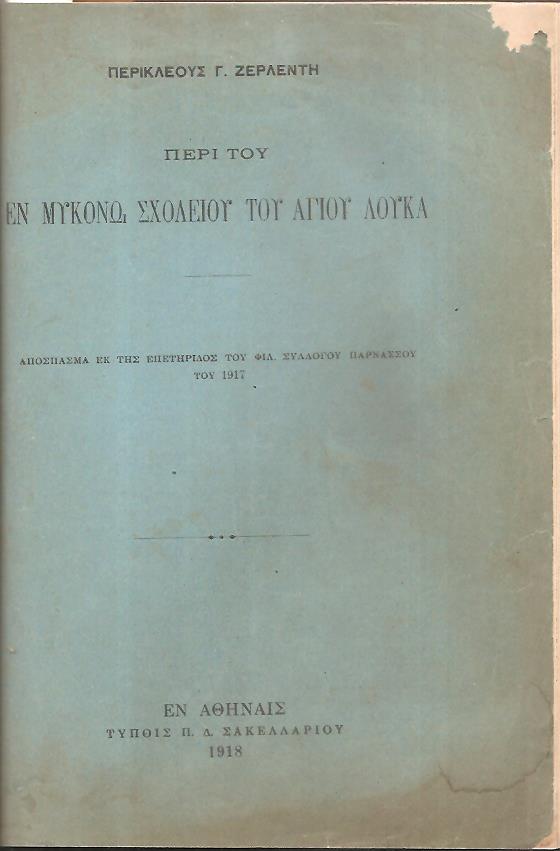 ΠΕΡΙΚΛΕΟΥΣ Γ. ΖΕΡΛΕΝΤΗ
ΠΕΡΙ ΤΟΥ
ΕΝ ΜΥΚΟΝΩι ΣΧΟΛΕΙΟΥ ΤΟΥ ΑΓΙΟΥ ΛΟΥΚΑ
ΑΠΟΣΠΑΣΜΑ ΕΚ ΤΗΣ ΕΠΕΤΗΡΙΔΟΣ ΤΟΥ ΦΙΛ. ΣΥΛΛΟΓΟΥ ΠΑΡΝΑΣΣΟΥ
ΤΟΥ 1917
ΕΝ ΑΘΗΝΑΙΣ
ΤΥΠΟΙΣ Π. Δ. ΣΑΚΕΛΛΑΡΙΟΥ
1918